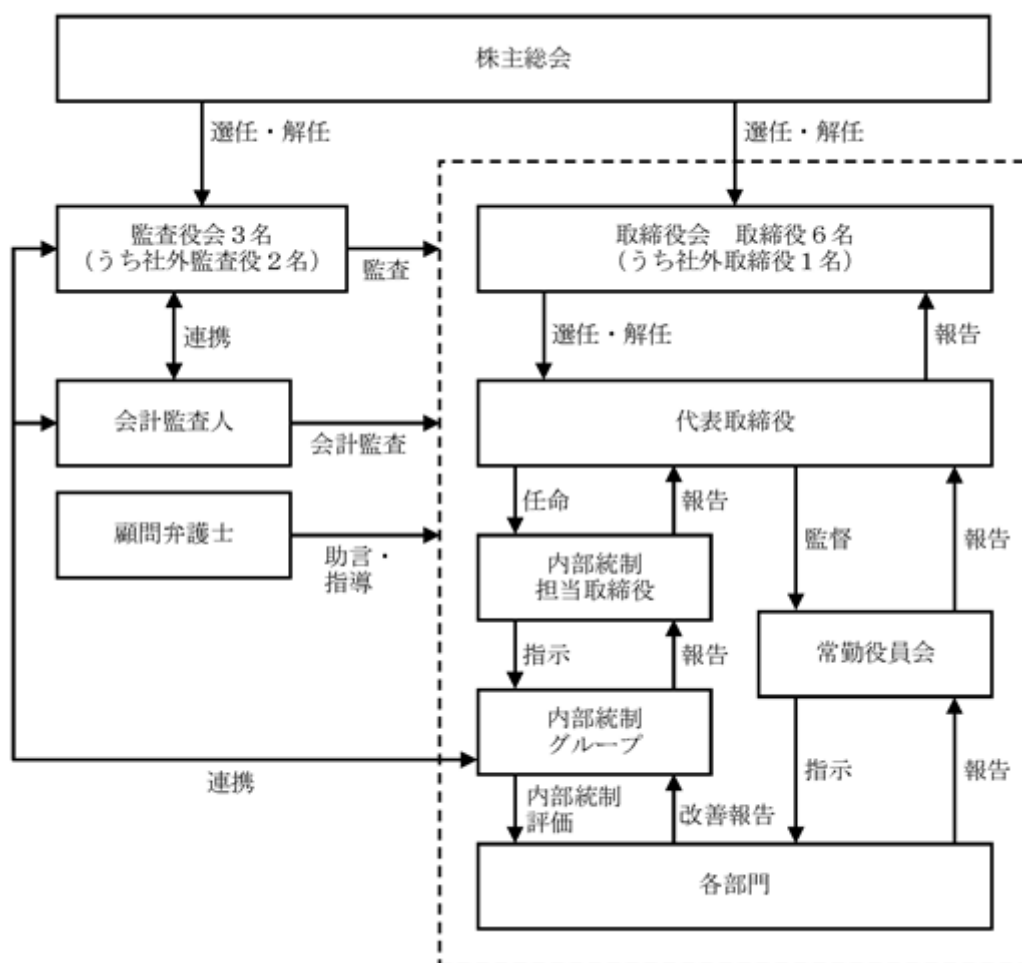 株主総会
選任・解任
選任・解任
監査役会3名
(うち社外監査役2名)
監査
取締役会　取締役6名
(うち社外取締役1名)
連携
選任・解任
報告
会計監査人
会計監査
代表取締役
顧問弁護士
助言・
指導
任命
報告
監督
報告
内部統制
担当取締役
常勤役員会
指示
報告
内部統制
グループ
連携
指示
報告
内部統制
評価
改善報告
各部門